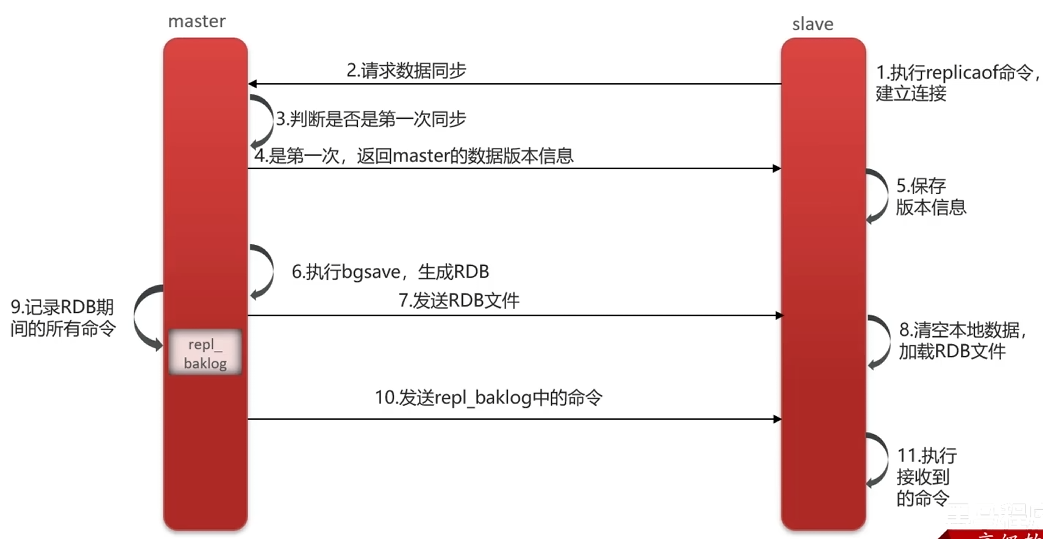 master
slave
2.请求数据同步
1.执行replicaof命令,
建立连接
3.判断是否是第一次同步
4.是第一次，返回master的数据版本信息
5.保存
版本信息
6.执行bgsave，生成RDB
7.发送RDB文件
9.记录RDB期
间的所有命令
8.清空本地数据，
加载RDB文件
repl_
baklog
10.发送repl_baklog中的命令
11.执行
接收到
的命令